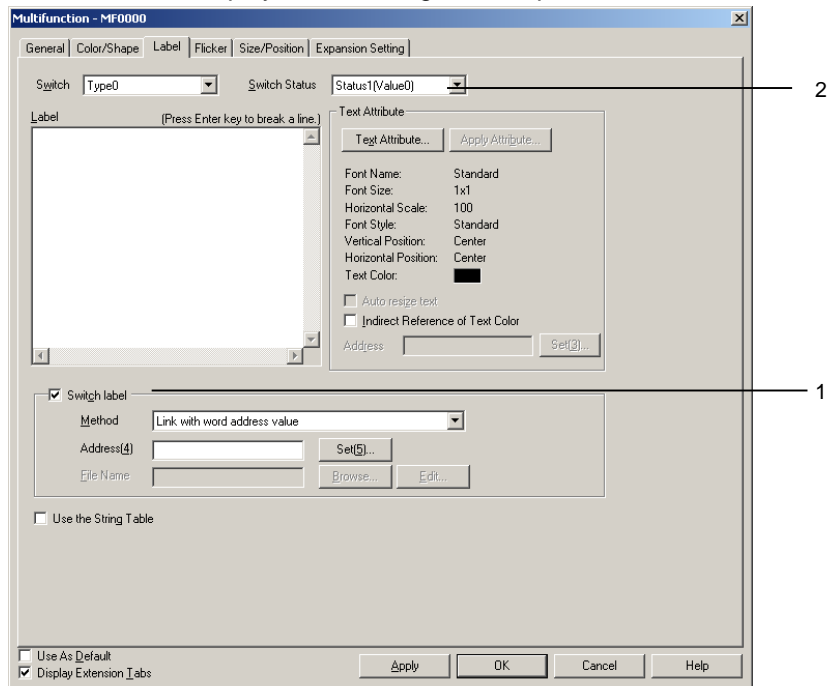 Multifunction - MF0000
General Color/Shape Label Flicker Size/Position Expansion Setting
Switch Type0 Switch Status Status1(Value0) 2
Label (Press Enter key to break a line.) Text Attribute
Text Attribute... Apply Attribute...
Font Name: Standard
Font Size: 1x1
Horizontal Scale: 100
Font Style: Standard
Vertical Position: Center
Horizontal Position: Center
Text Color:
Auto resize text
Indirect Reference of Text Color
Address Set(3)...
Switch label 1
Method Link with word address value
Address(4) Set(5)...
File Name Browse... Edit...
Use the String Table
Use As Default
Display Extension Tabs
Apply OK Cancel Help